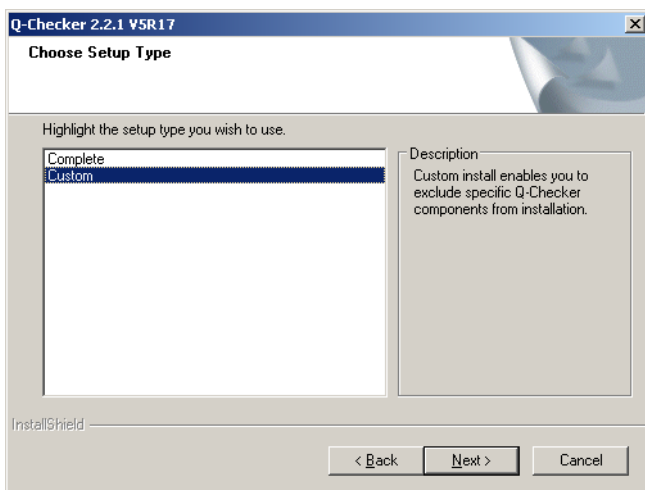 Q-Checker 2.2.1 V5R17
Choose Setup Type
Highlight the setup type you wish to use.
Complete
Custom
Description
Custom install enables you to
exclude specific Q-Checker
components from installation.
InstallShield
< Back
Next >
Cancel